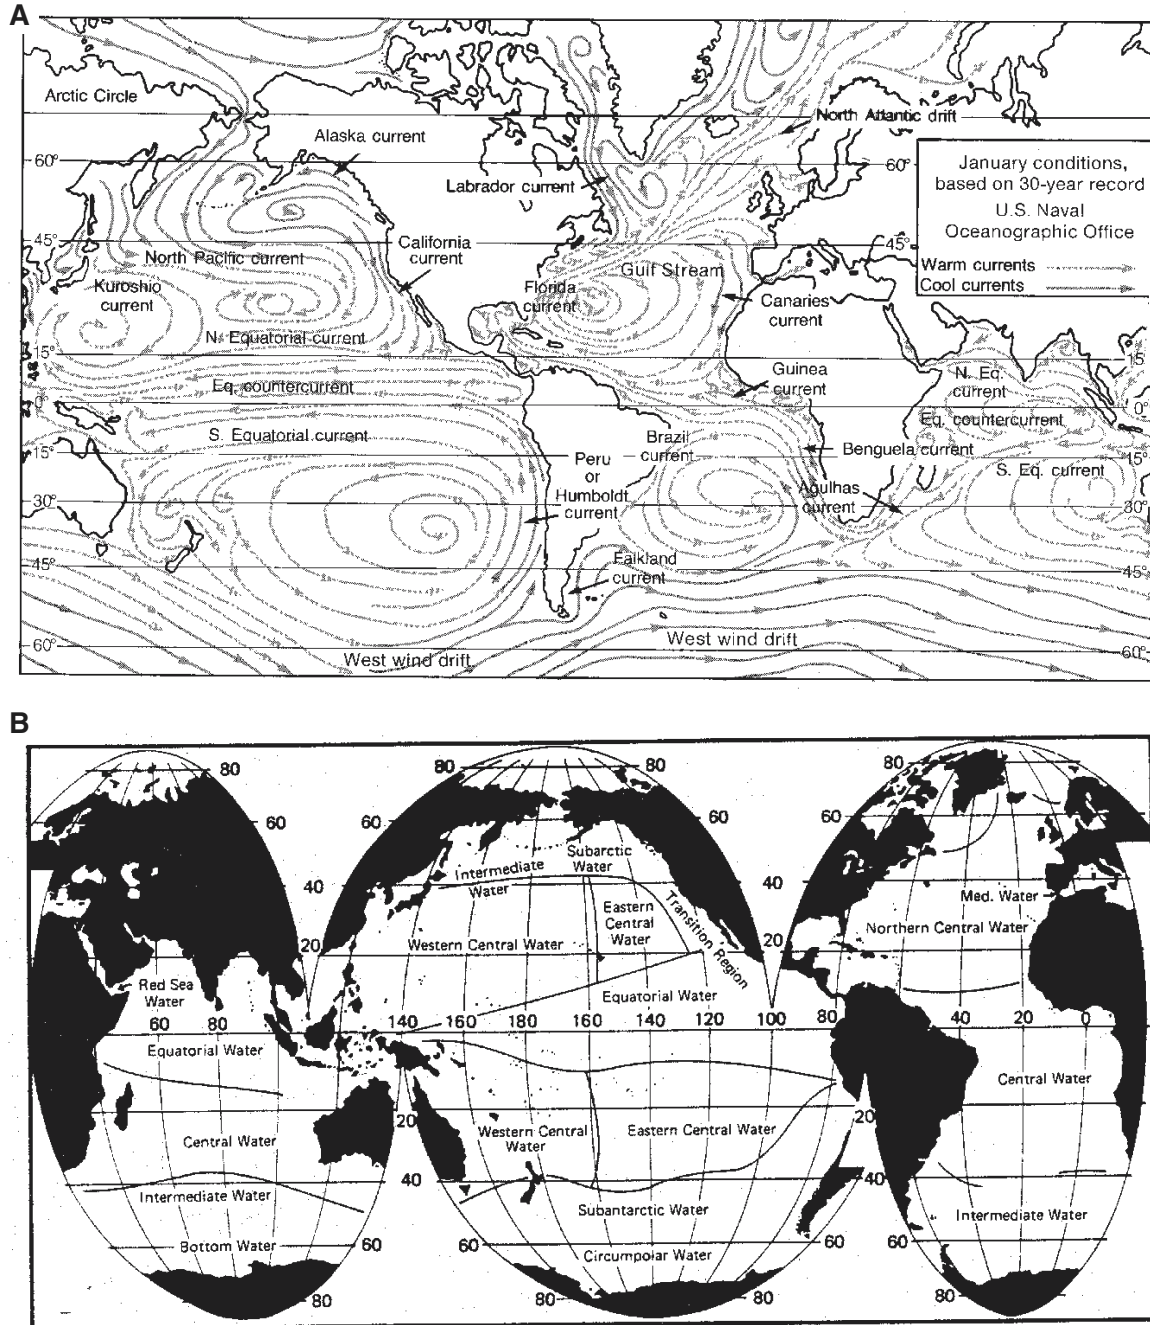 A
Arctic Circle
Alaska current
North Atlantic drift
60°
60°
Labrador current
January conditions,
based on 30-year record
U.S. Naval
Oceanographic Office
Warm currents
Cool currents
45°
45°
California
current
North Pacific current
Kuroshio
current
Gulf Stream
Florida
current
Canaries
current
N. Equatorial current
15°
15°
Guinea
current
N. Eq.
current
Eq. countercurrent
0°
0°
Eq. countercurrent
S. Equatorial current
Brazil
current
Benguela current
15°
15°
S. Eq. current
Peru
or
Humboldt
current
Agulhas
current
30°
30°
Falkland
current
45°
45°
West wind drift
60°
60°
West wind drift
B
80
80
80
80
60
60
60
60
Subarctic
Water
Intermediate
Water
40
40
40
Transition Region
Eastern
Central
Water
Med. Water
Western Central Water
Northern Central Water
20
20
20
Red Sea
Water
Equatorial Water
60
80
100
140
160
180
160
140
120
100
80
40
20
0
Equatorial Water
Central Water
20
20
Western Central
Water
Eastern Central Water
Central Water
40
40
Intermediate Water
Subantarctic Water
Intermediate Water
Bottom Water
60
60
Circumpolar Water
60
60
80
80
80
80